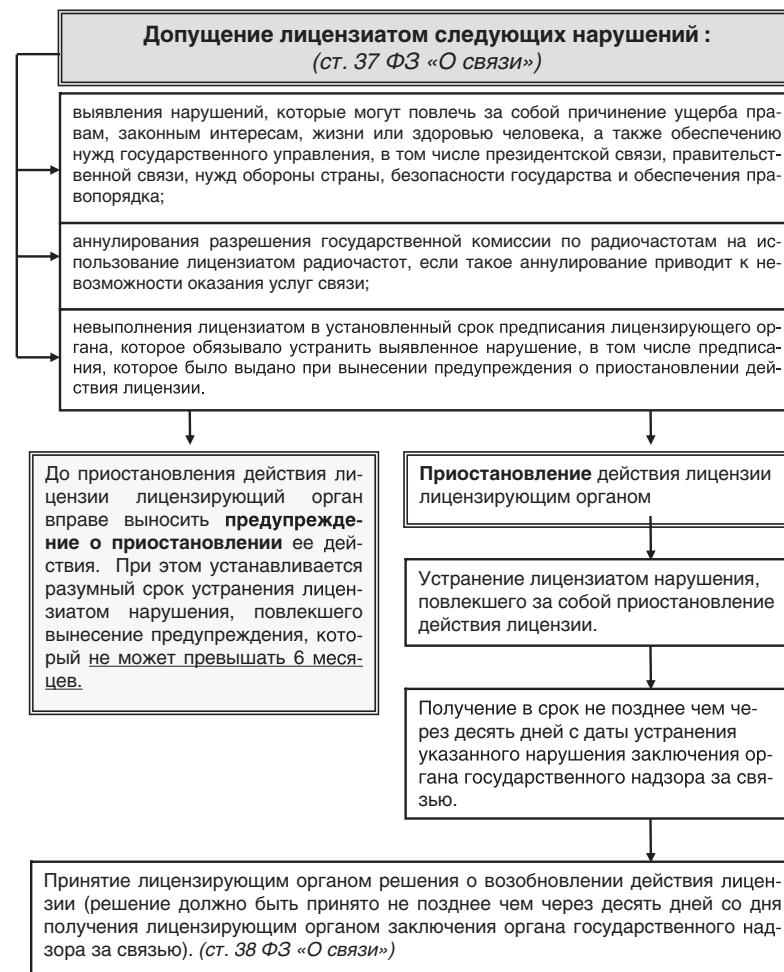 Допущение лицензиатом следующих нарушений :
(ст. 37 ФЗ «О связи»)
выявления нарушений, которые могут повлечь за собой причинение ущерба пра-
вам, законным интересам, жизни или здоровью человека, а также обеспечению
нужд государственного управления, в том числе президентской связи, правительст-
венной связи, нужд обороны страны, безопасности государства и обеспечения пра-
вопорядка;
аннулирования разрешения государственной комиссии по радиочастотам на ис-
пользование лицензиатом радиочастот, если такое аннулирование приводит к не-
возможности оказания услуг связи;
невыполнения лицензиатом в установленный срок предписания лицензирующего ор-
гана, которое обязывало устранить выявленное нарушение, в том числе предписа-
ния, которое было выдано при вынесении предупреждения о приостановлении дей-
ствия лицензии.
До приостановления действия ли-
цензии лицензирующий орган
вправе выносить предупрежде-
ние о приостановлении ее дей-
ствия. При этом устанавливается
разумный срок устранения лицен-
зиатом нарушения, повлекшего
вынесение предупреждения, кото-
рый не может превышать 6 меся-
цев.
Приостановление действия лицензии
лицензирующим органом
Устранение лицензиатом нарушения,
повлекшего за собой приостановление
действия лицензии.
Получение в срок не позднее чем че-
рез десять дней с даты устранения
указанного нарушения заключения ор-
гана государственного надзора за свя-
зью.
Принятие лицензирующим органом решения о возобновлении действия лицен-
зии (решение должно быть принято не позднее чем через десять дней со дня
получения лицензирующим органом заключения органа государственного над-
зора за связью). (ст. 38 ФЗ «О связи»)